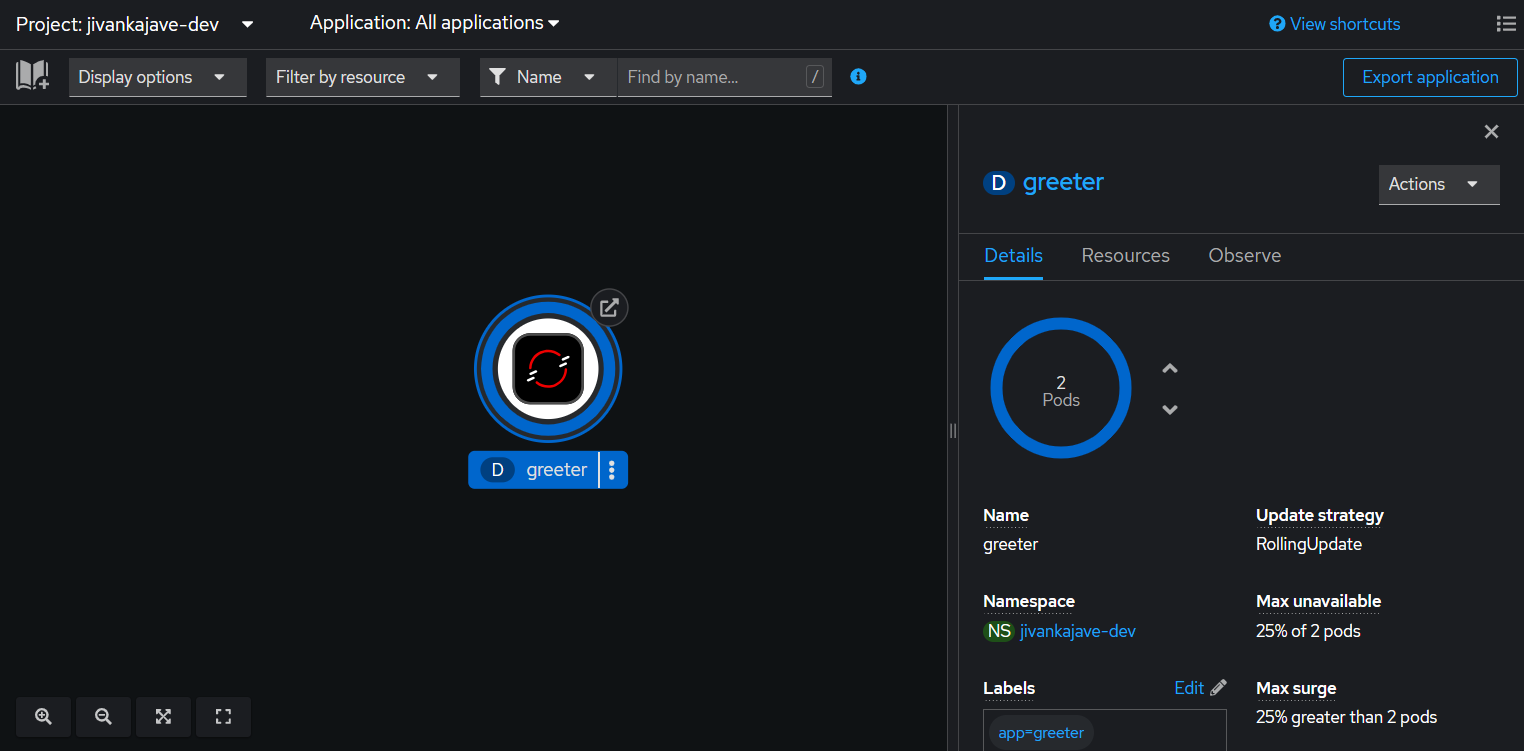 Project: jivankajave-dev
Application: All applications
View shortcuts
Display options
Filter by resource
Name
Find by name...
/
Export application
D greeter
Actions
Details
Resources
Observe
2
Pods
D greeter
Name
greeter
Update strategy
RollingUpdate
Namespace
NS jivankajave-dev
Max unavailable
25% of 2 pods
Labels
Edit
app=greeter
Max surge
25% greater than 2 pods